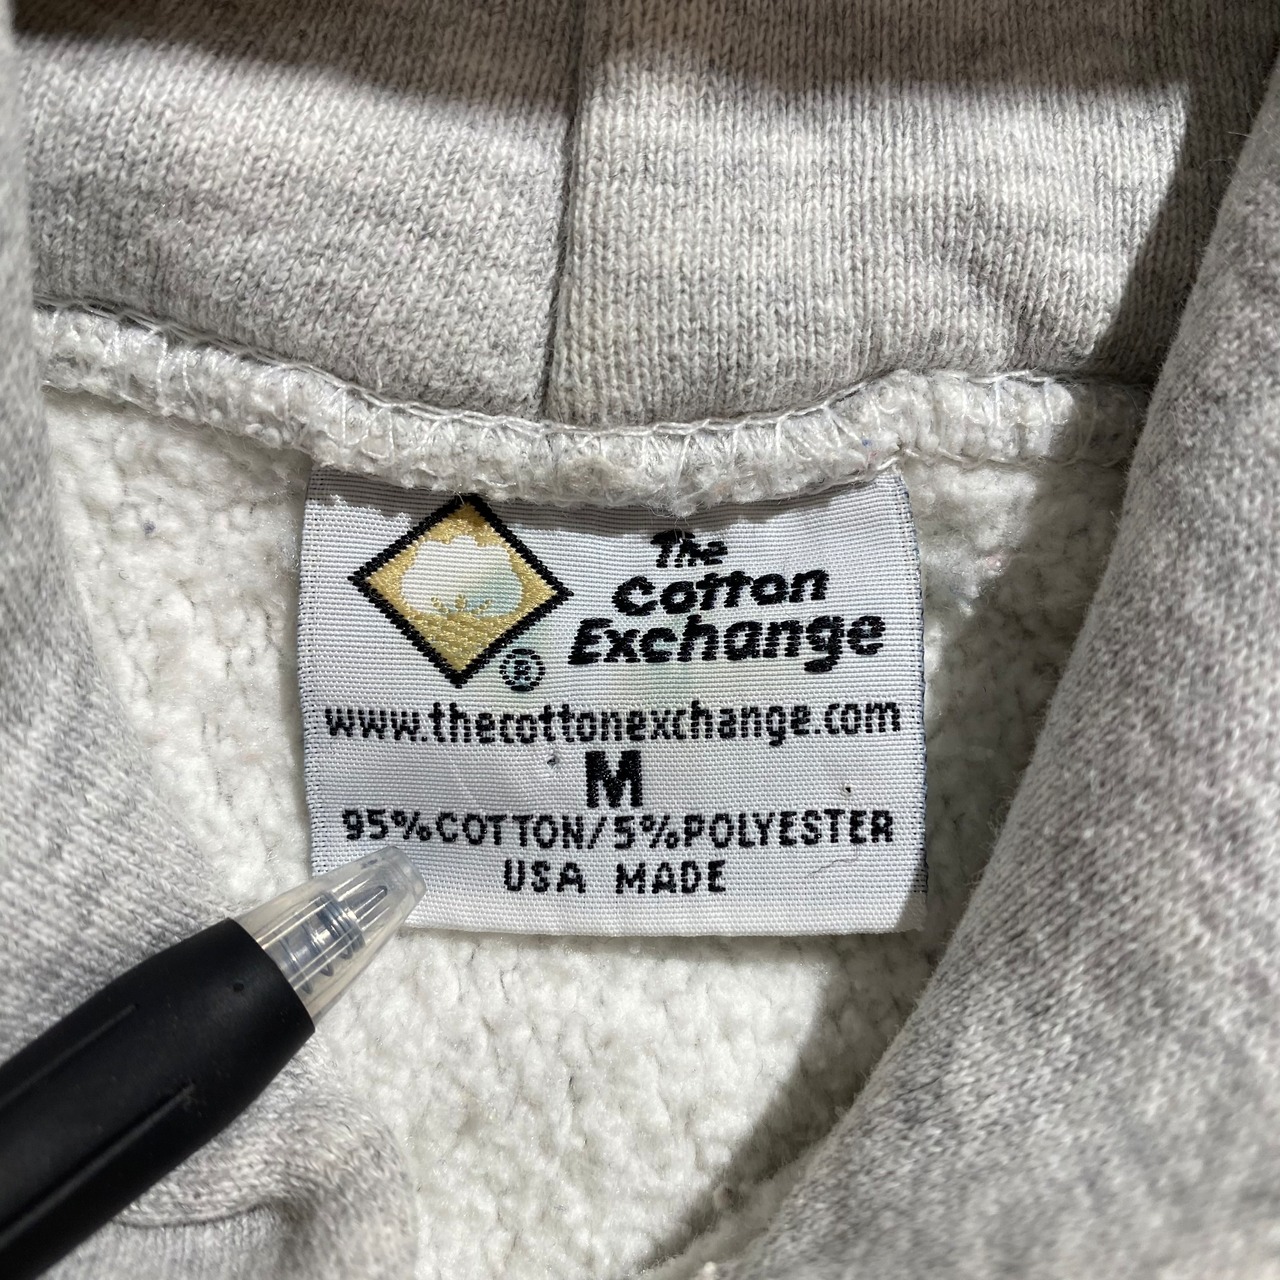 The
Cotton
Exchange
®
www.thecottonexchange.com
M
95%COTTON/5%POLYESTER
USA MADE